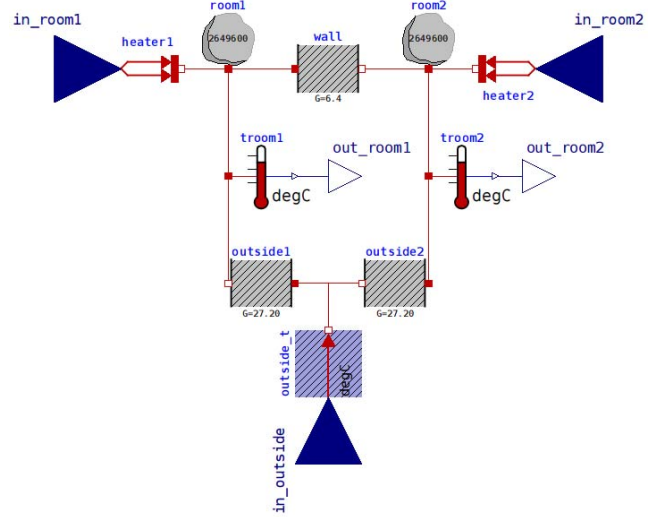 in_room1
room1
room2
in_room2
heater1
wall
2649600
2649600
heater2
G=6.4
troom1
out_room1
troom2
out_room2
degC
degC
outside1
outside2
G=27.20
G=27.20
outside_t
degC
in_outside